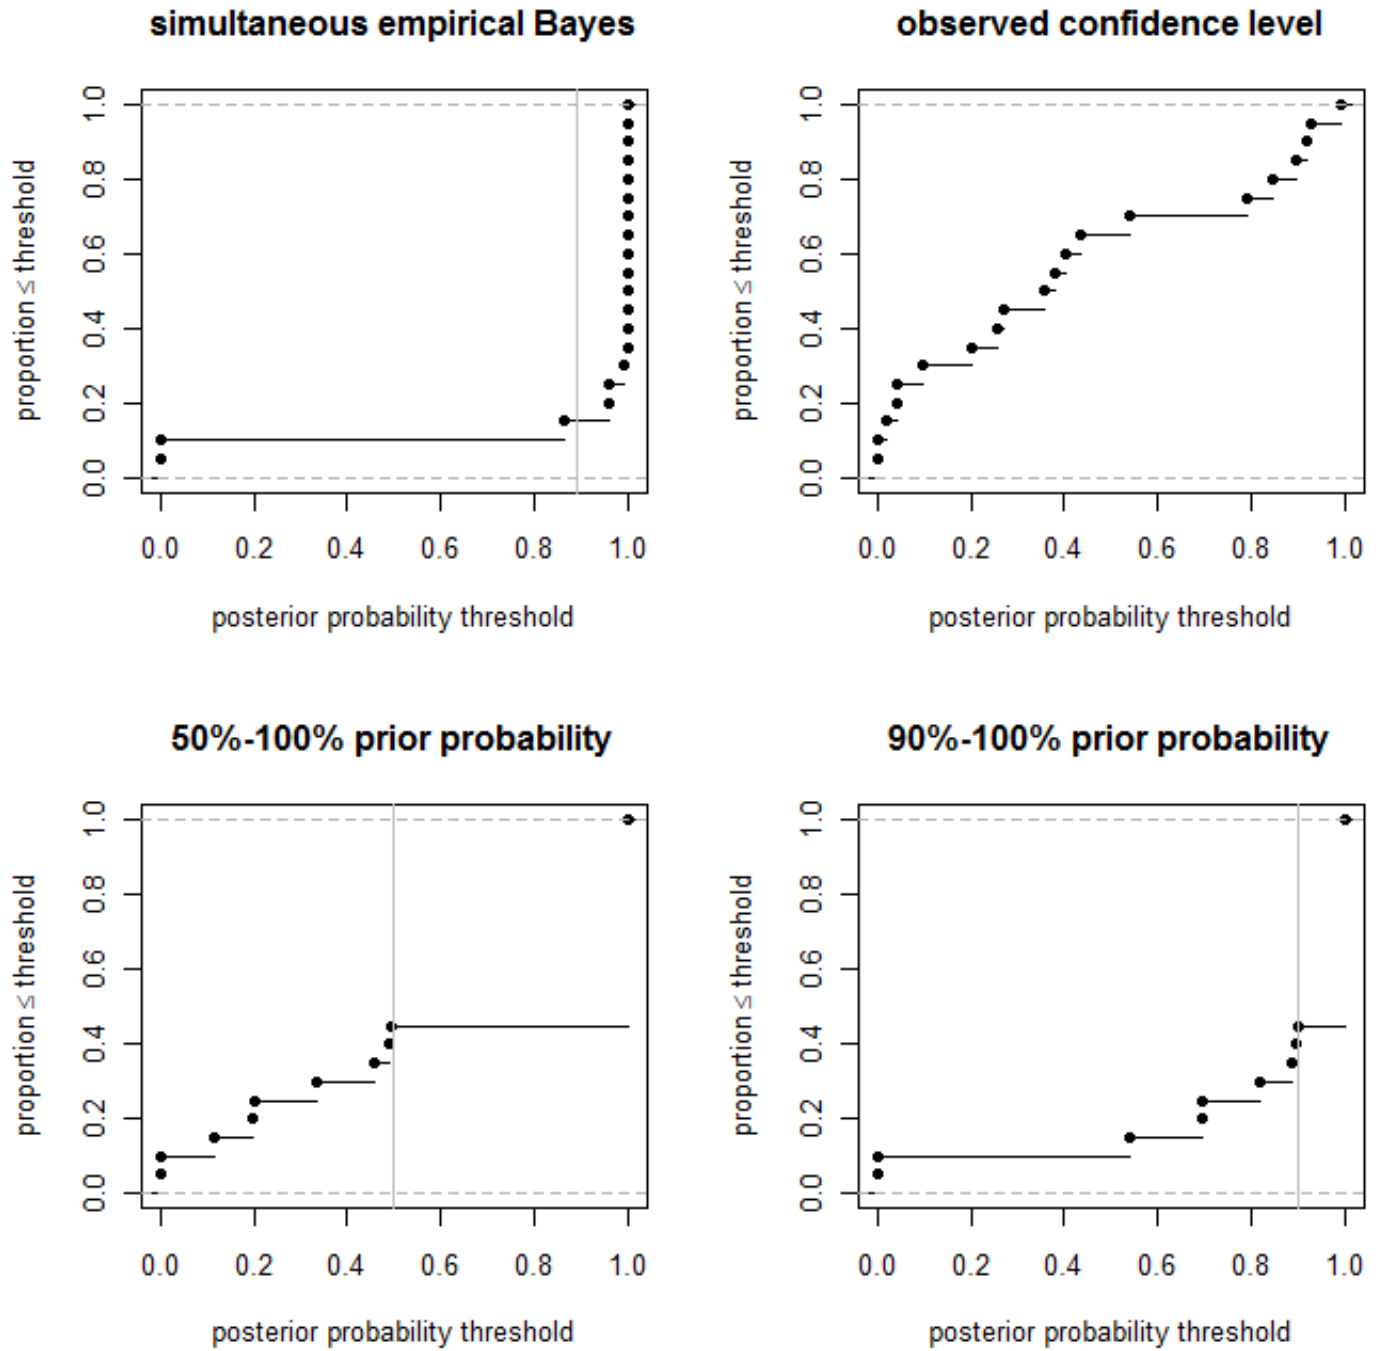 simultaneous empirical Bayes
proportion ≤ threshold
1.0
0.8
0.6
0.4
0.2
0.0
0.0 0.2 0.4 0.6 0.8 1.0
posterior probability threshold
observed confidence level
proportion ≤ threshold
1.0
0.8
0.6
0.4
0.2
0.0
0.0 0.2 0.4 0.6 0.8 1.0
posterior probability threshold
50%-100% prior probability
proportion ≤ threshold
1.0
0.8
0.6
0.4
0.2
0.0
0.0 0.2 0.4 0.6 0.8 1.0
posterior probability threshold
90%-100% prior probability
proportion ≤ threshold
1.0
0.8
0.6
0.4
0.2
0.0
0.0 0.2 0.4 0.6 0.8 1.0
posterior probability threshold